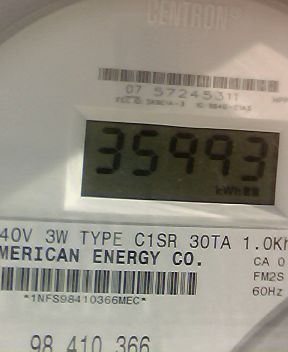 CENTRON®
07 57245311
35993
kWh
40V 3W TYPE C1SR 30TA 1.0Kh
MERICAN ENERGY CO.
CA 0
FM2S
60Hz
*1NFS98410366MEC*
98 410 366